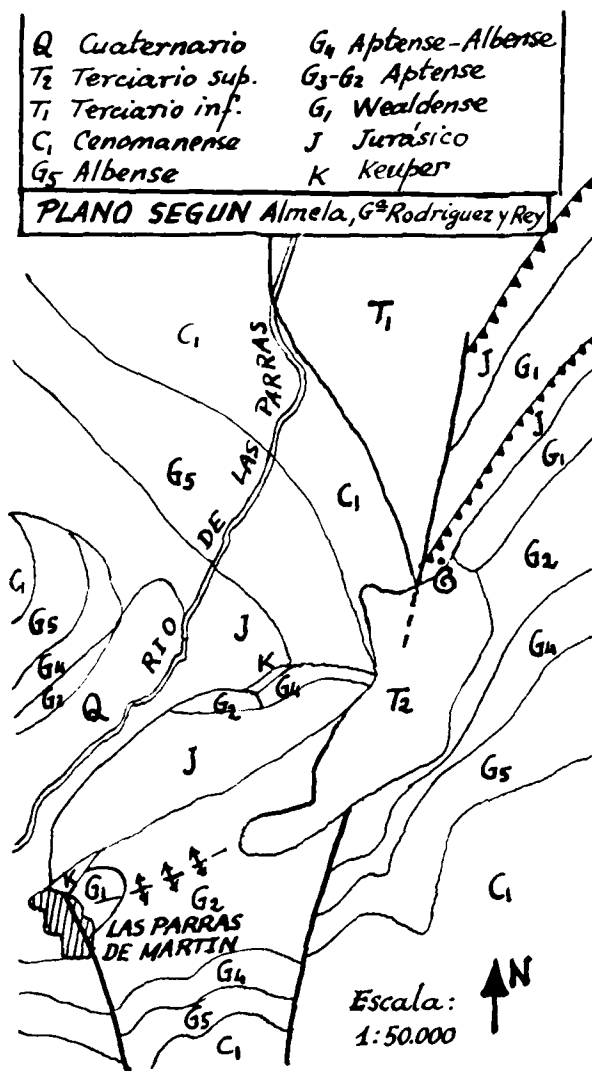 Q Cuaternario
T2 Terciario sup.
T1 Terciario inf.
C1 Cenomanense
G5 Albense
G4 Aptense-Albense
G3-G2 Aptense
G1 Wealdense
J Jurásico
K Keuper
PLANO SEGUN Almela, Gª Rodriguez y Rey
T1
C1
J
G1
J
G1
G5
C1
G2
C1
G5
G4
G2
RIO DE LAS PARRAS
J
K
G4
G2
G
T2
G4
Q
J
G5
C1
K
G1
G2
LAS PARRAS
DE MARTIN
G4
G5
C1
Escala:
1:50.000
N